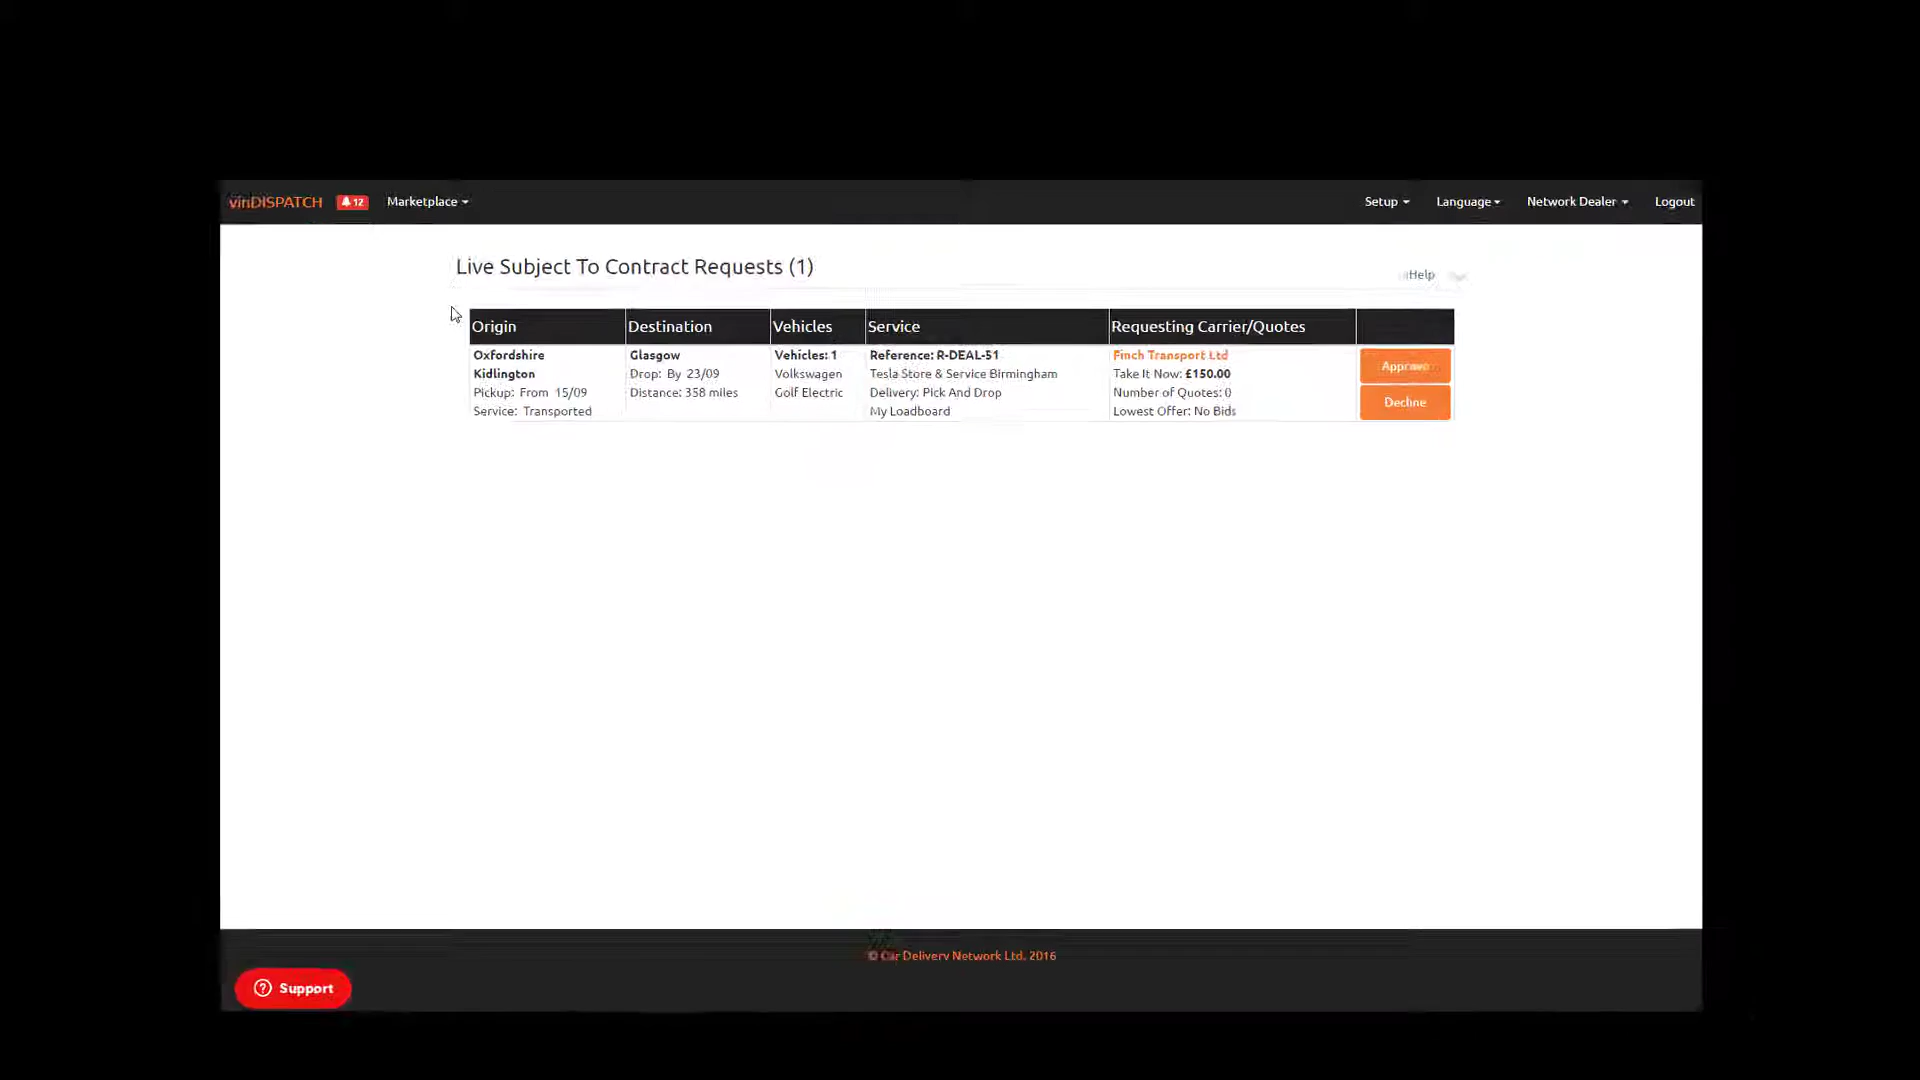 vinDISPATCH 12 Marketplace Setup Language Network Dealer Logout
Live Subject To Contract Requests (1)
Help
Origin Destination Vehicles Service Requesting Carrier/Quotes
Oxfordshire Glasgow Vehicles: 1 Reference: R-DEAL-51 Finch Transport Ltd
Kidlington Drop: By 23/09 Volkswagen Tesla Store & Service Birmingham Take It Now: £150.00 Approve
Pickup: From 15/09 Distance: 358 miles Golf Electric Delivery: Pick And Drop Number of Quotes: 0 Decline
Service: Transported My Loadboard Lowest Offer: No Bids
© Car Delivery Network Ltd. 2016
Support